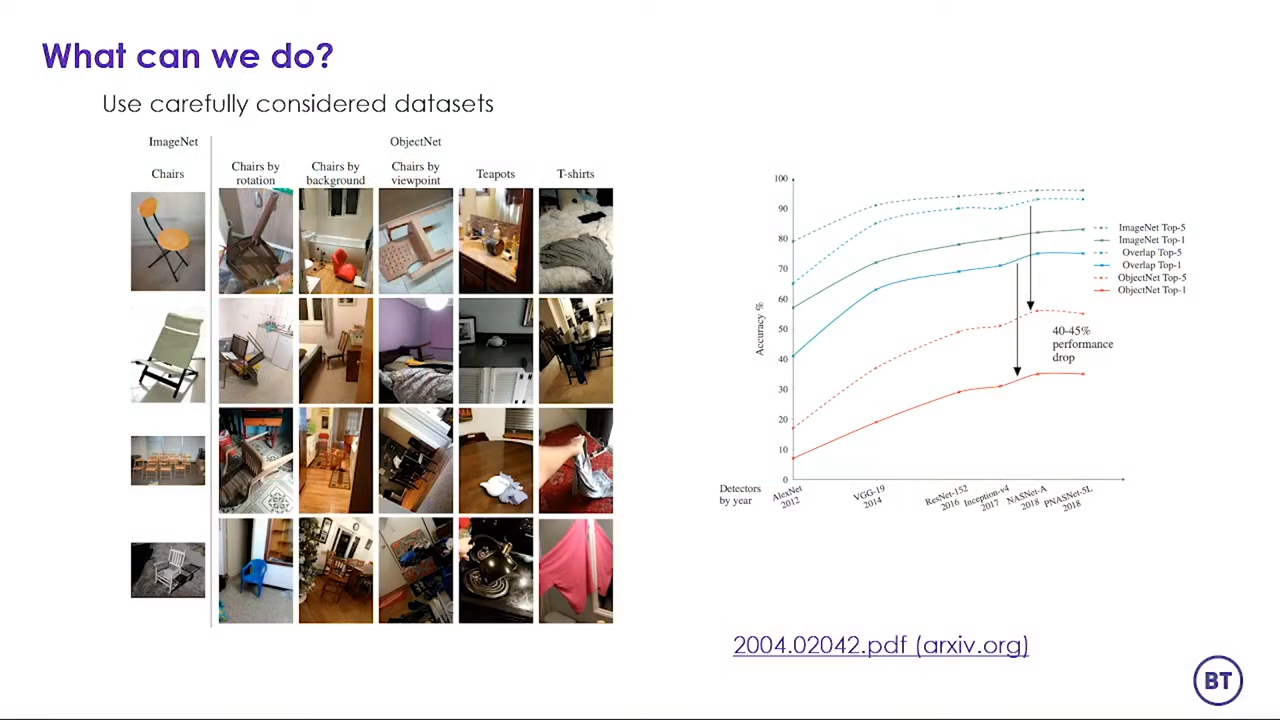 What can we do?
Use carefully considered datasets
ImageNet
ObjectNet
Chairs
Chairs by
rotation
Chairs by
background
Chairs by
viewpoint
Teapots
T-shirts
100
90
80
70
60
50
40
30
20
10
0
Accuracy %
ImageNet Top-5
ImageNet Top-1
Overlap Top-5
Overlap Top-1
ObjectNet Top-5
ObjectNet Top-1
40-45%
performance
drop
Detectors
by year
AlexNet
2012
VGG-19
2014
ResNet-152
2016
Inception-v4
2017
NASNet-A
2018
PNASNet-5L
2018
2004.02042.pdf (arxiv.org)
BT